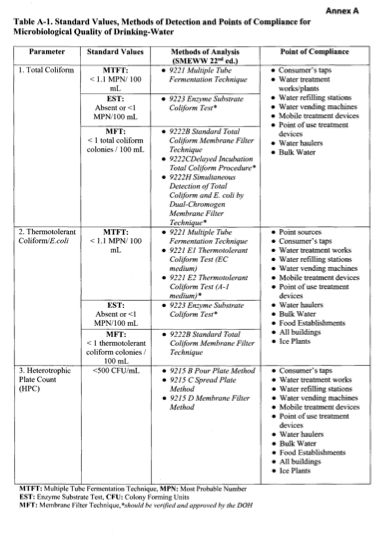 Annex A
Table A-1. Standard Values, Methods of Detection and Points of Compliance for
Microbiological Quality of Drinking-Water
Parameter
Standard Values
Methods of Analysis
(SMEWW 22nd ed.)
Point of Compliance
1. Total Coliform
MTFT:
< 1.1 MPN/ 100
mL
• 9221 Multiple Tube
Fermentation Technique
EST:
Absent or <1
MPN/100 mL
• 9223 Enzyme Substrate
Coliform Test*
MFT:
< 1 total coliform
colonies / 100 mL
• 9222B Standard Total
Coliform Membrane Filter
Technique
• 9222CDelayed Incubation
Total Coliform Procedure*
• 9222H Simultaneous
Detection of Total
Coliform and E. coli by
Dual-Chromogen
Membrane Filter
Technique*
• Consumer's taps
• Water treatment
works/plants
• Water refilling stations
• Water vending machines
• Mobile treatment devices
• Point of use treatment
devices
• Water haulers
• Bulk Water
2. Thermotolerant
Coliform/E.coli
MTFT:
< 1.1 MPN/ 100
mL
• 9221 Multiple Tube
Fermentation Technique
• 9221 E1 Thermotolerant
Coliform Test (EC
medium)
• 9221 E2 Thermotolerant
Coliform Test (A-1
medium)*
EST:
Absent or <1
MPN/100 mL
• 9223 Enzyme Substrate
Coliform Test*
MFT:
< 1 thermotolerant
coliform colonies /
100 mL
• 9222B Standard Total
Coliform Membrane Filter
Technique
• Point sources
• Consumer's taps
• Water treatment works
• Water refilling stations
• Water vending machines
• Mobile treatment devices
• Point of use treatment
devices
• Water haulers
• Bulk Water
• Food Establishments
• All buildings
• Ice Plants
3. Heterotrophic
Plate Count
(HPC)
<500 CFU/mL
• 9215 B Pour Plate Method
• 9215 C Spread Plate
Method
• 9215 D Membrane Filter
Method
• Consumer's taps
• Water treatment works
• Water refilling stations
• Water vending machines
• Mobile treatment devices
• Point of use treatment
devices
• Water haulers
• Bulk Water
• Food Establishments
• All buildings
• Ice Plants
MTFT: Multiple Tube Fermentation Technique, MPN: Most Probable Number
EST: Enzyme Substrate Test, CFU: Colony Forming Units
MFT: Membrane Filter Technique,*should be verified and approved by the DOH